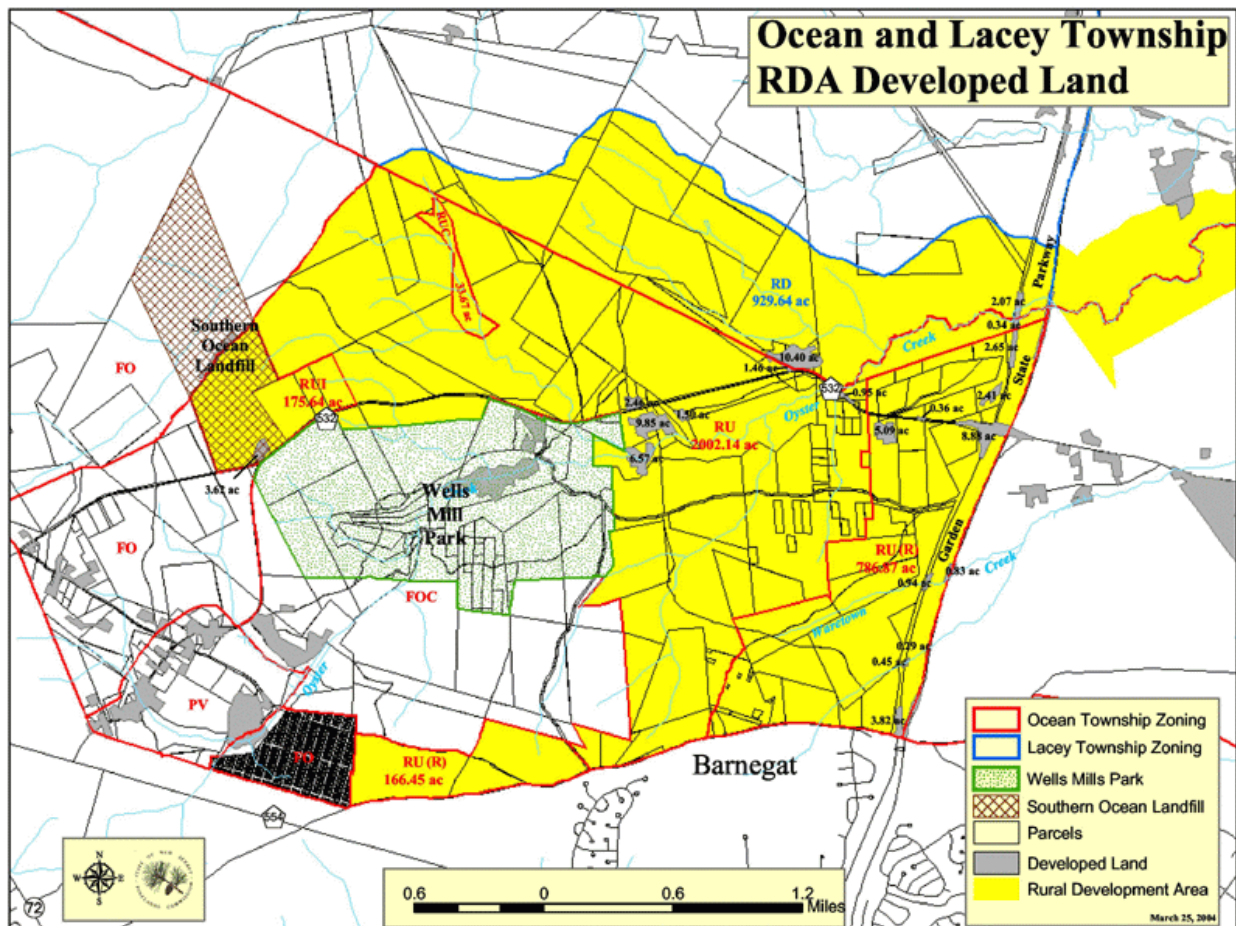 Ocean and Lacey Township
RDA Developed Land
Parkway
RUC
33.67 ac
RD
929.64 ac
2.07 ac
0.34 ac
2.65 ac
Creek
State
Southern
Ocean
Landfill
FO
RUI
175.64 ac
532
10.40 ac
1.46 ac
532
0.95 ac
2.41 ac
2.46 ac
1.50 ac
9.85 ac
Oyster
RU
2002.14 ac
0.36 ac
5.09 ac
8.83 ac
6.57 ac
3.62 ac
Wells
Mill
Park
FO
Garden
RU (R)
786.87 ac
0.94 ac
0.83 ac
Creek
FOC
Waretown
0.29 ac
0.45 ac
Oyster
PV
3.82 ac
FO
RU (R)
166.45 ac
Barnegat
554
72
N
W
E
S
0.6
0
0.6
1.2
Miles
Ocean Township Zoning
Lacey Township Zoning
Wells Mills Park
Southern Ocean Landfill
Parcels
Developed Land
Rural Development Area
March 25, 2004